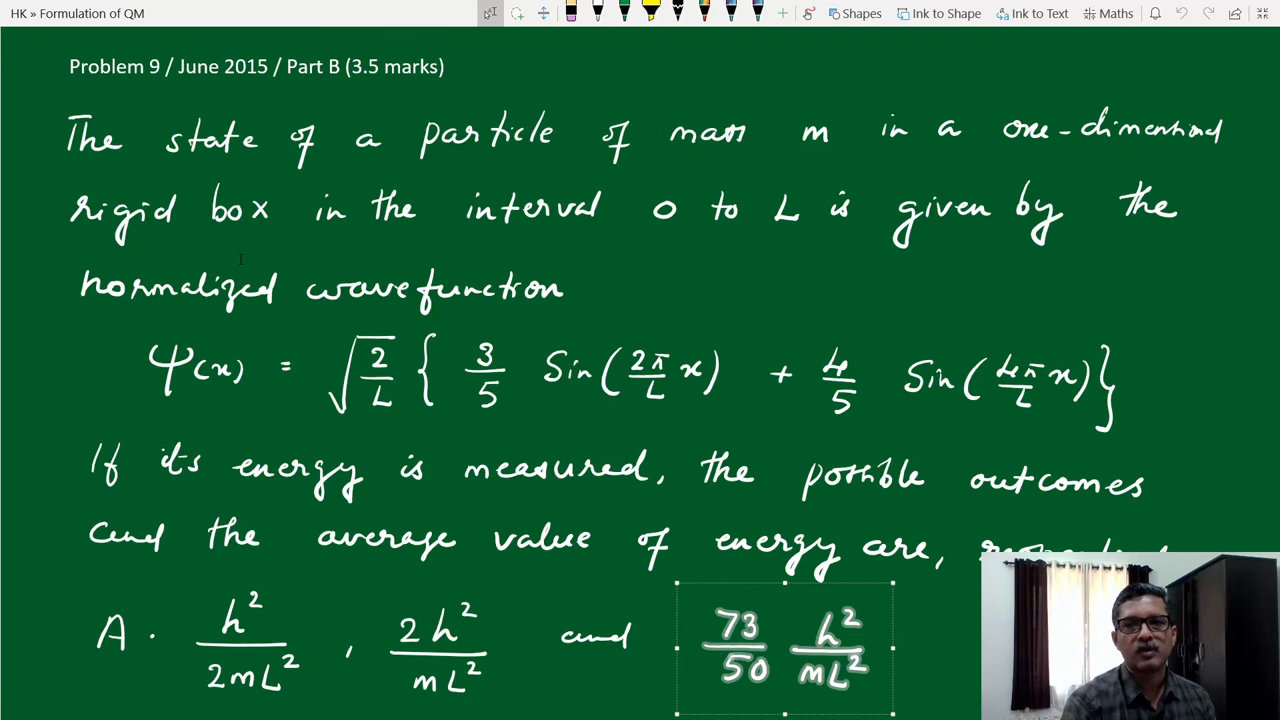 HK » Formulation of QM
Shapes Ink to Shape Ink to Text Maths
Problem 9 / June 2015 / Part B (3.5 marks)
The state of a particle of mass m in a one-dimentional
rigid box in the interval 0 to L is given by the
normalized wavefunction
Ψ(x) = √(2/L) { 3/5 Sin(2π/L x) + 4/5 Sin(4π/L x) }
If its energy is measured, the possible outcomes
and the average value of energy are,
A. h²/2mL² , 2h²/mL² and 73/50 h²/mL²